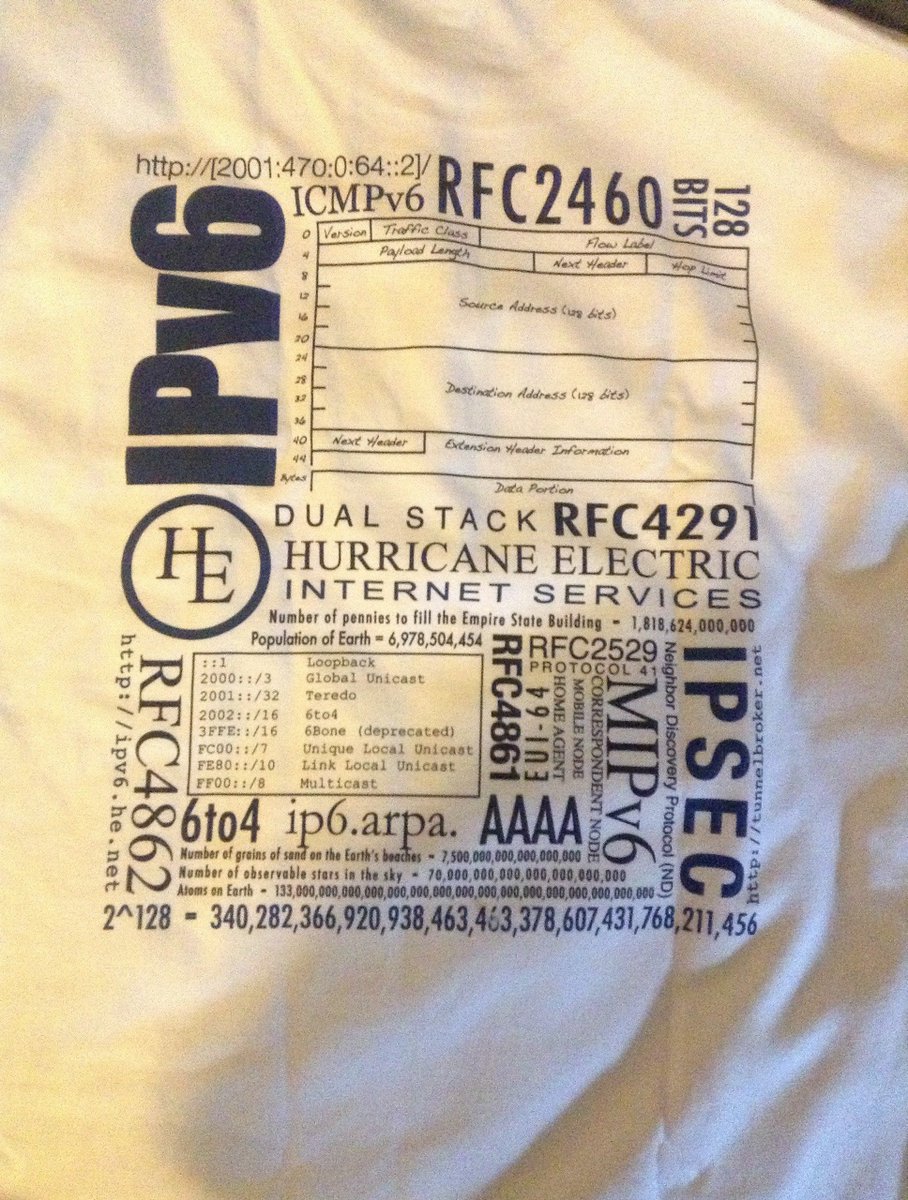 http://[2001:470:0:64::2]/
ICMPv6
RFC2460
128
BITS
IPv6
0
Version
Traffic Class
Flow Label
4
Payload Length
Next Header
Hop Limit
8
12
Source Address (128 bits)
16
20
24
28
Destination Address (128 bits)
32
36
40
Next Header
Extension Header Information
44
Bytes
Data Portion
HE
DUAL STACK RFC4291
HURRICANE ELECTRIC
INTERNET SERVICES
Number of pennies to fill the Empire State Building = 1,818,624,000,000
Population of Earth = 6,978,504,454
http://ipv6.he.net
RFC4862
::1 Loopback
2000::/3 Global Unicast
2001::/32 Teredo
2002::/16 6to4
3FFE::/16 6Bone (deprecated)
FC00::/7 Unique Local Unicast
FE80::/10 Link Local Unicast
FF00::/8 Multicast
RFC4861
RFC2529
PROTOCOL 41
EUI-64
HOME AGENT
MOBILE NODE
CORRESPONDENT NODE
MIPv6
Neighbor Discovery Protocol (ND)
IPSEC
http://tunnelbroker.net
6to4 ip6.arpa. AAAA
Number of grains of sand on the Earth's beaches = 7,500,000,000,000,000,000
Number of observable stars in the sky = 70,000,000,000,000,000,000,000
Atoms on Earth = 133,000,000,000,000,000,000,000,000,000,000,000,000,000,000,000,000,000
2^128 = 340,282,366,920,938,463,463,378,607,431,768,211,456